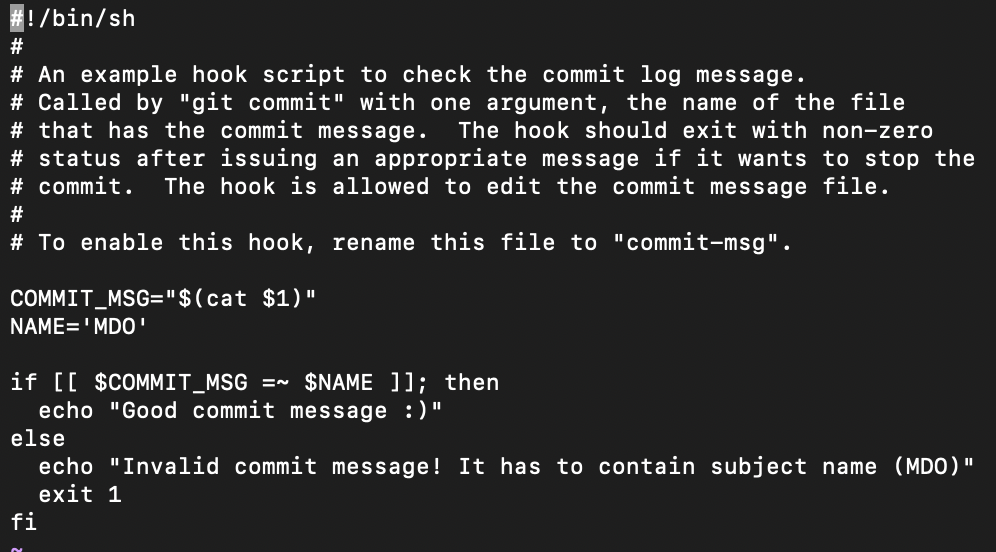 #!/bin/sh
#
# An example hook script to check the commit log message.
# Called by "git commit" with one argument, the name of the file
# that has the commit message.  The hook should exit with non-zero
# status after issuing an appropriate message if it wants to stop the
# commit.  The hook is allowed to edit the commit message file.
#
# To enable this hook, rename this file to "commit-msg".

COMMIT_MSG="$(cat $1)"
NAME='MDO'

if [[ $COMMIT_MSG =~ $NAME ]]; then
  echo "Good commit message :)"
else
  echo "Invalid commit message! It has to contain subject name (MDO)"
  exit 1
fi
~